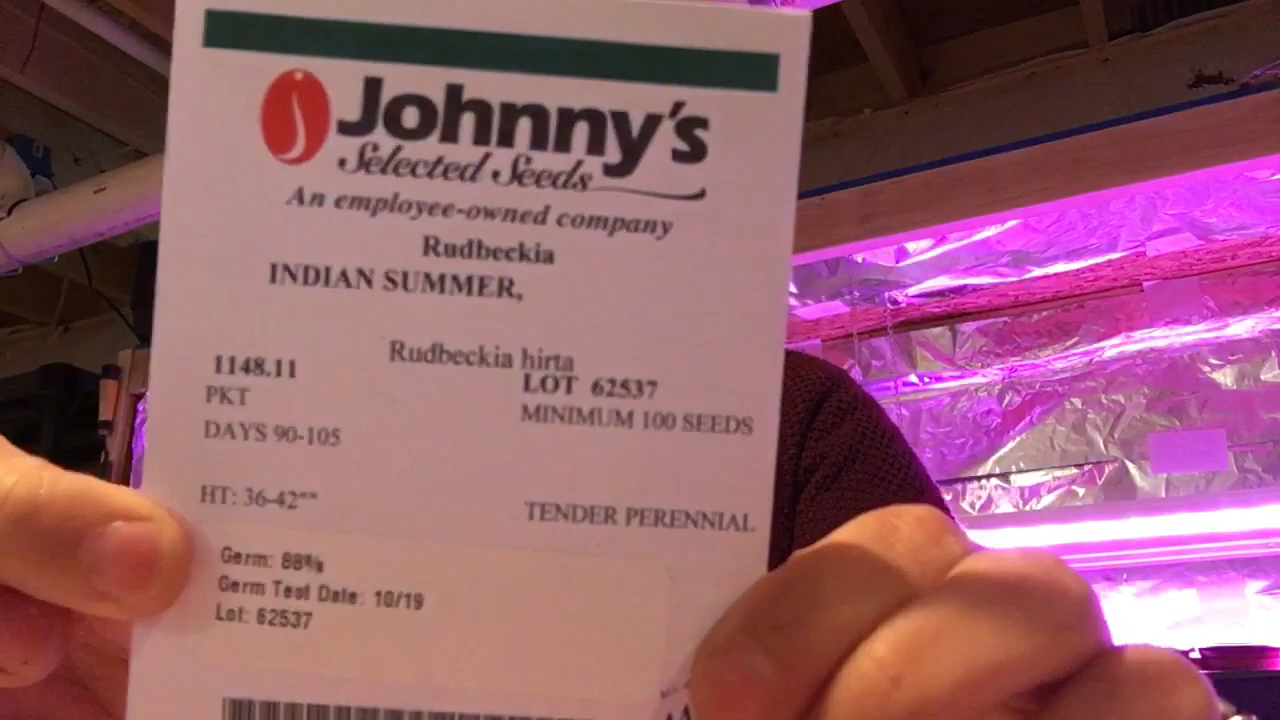 Johnny's
Selected Seeds
An employee-owned company
Rudbeckia
INDIAN SUMMER,
Rudbeckia hirta
1148.11
LOT 62537
PKT
MINIMUM 100 SEEDS
DAYS 90-105
HT: 36-42""
TENDER PERENNIAL
Germ: 88%
Germ Test Date: 10/19
Lot: 62537